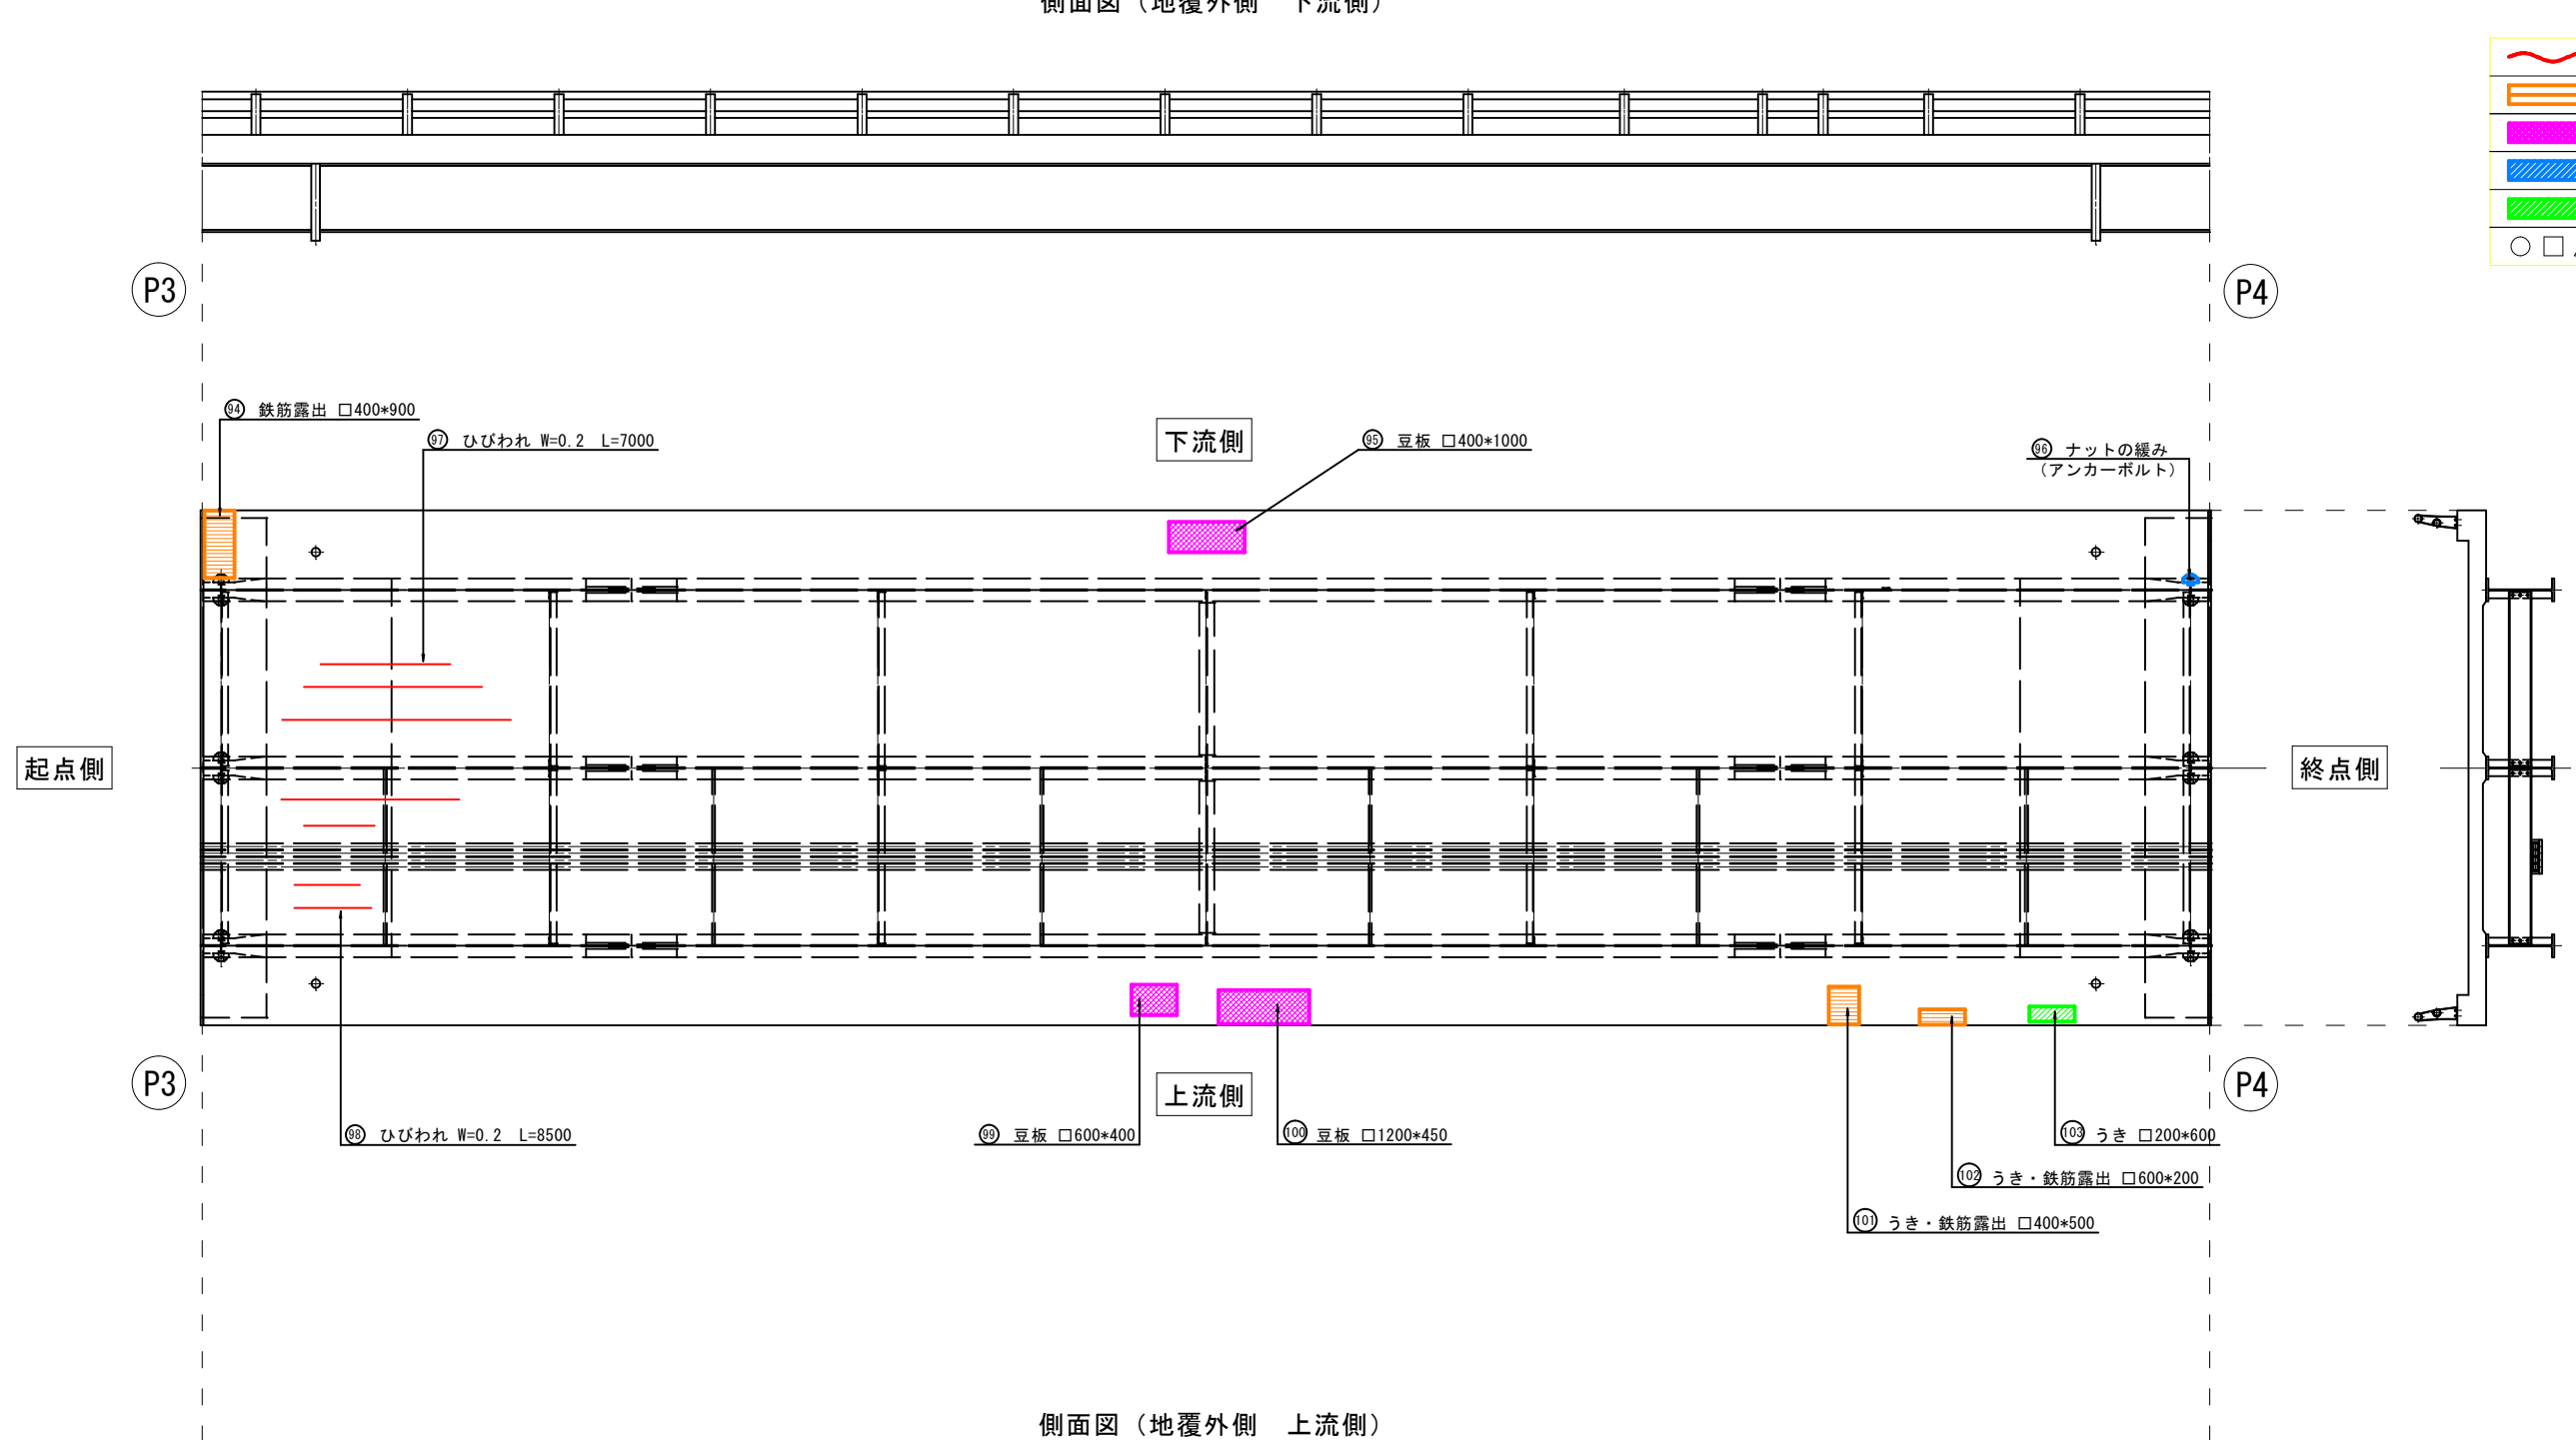 側面図（地覆外側　下流側）
P3
P4
94 鉄筋露出 □400*900
97 ひびわれ W=0.2 L=7000
下流側
95 豆板 □400*1000
96 ナットの緩み
（アンカーボルト）
起点側
終点側
P3
上流側
P4
98 ひびわれ W=0.2 L=8500
99 豆板 □600*400
100 豆板 □1200*450
103 うき □200*600
102 うき・鉄筋露出 □600*200
101 うき・鉄筋露出 □400*500
側面図（地覆外側　上流側）